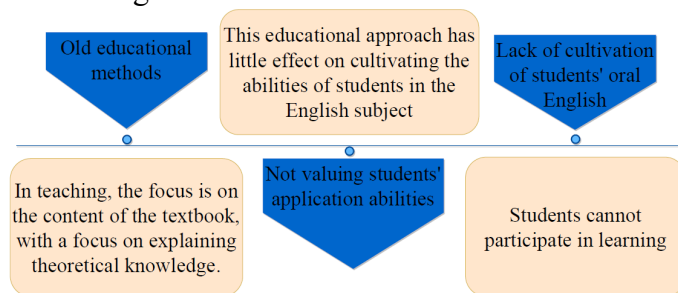 Old educational
methods
This educational approach has
little effect on cultivating the
abilities of students in the
English subject
Lack of cultivation
of students' oral
English
In teaching, the focus is on
the content of the textbook,
with a focus on explaining
theoretical knowledge.
Not valuing students'
application abilities
Students cannot
participate in learning